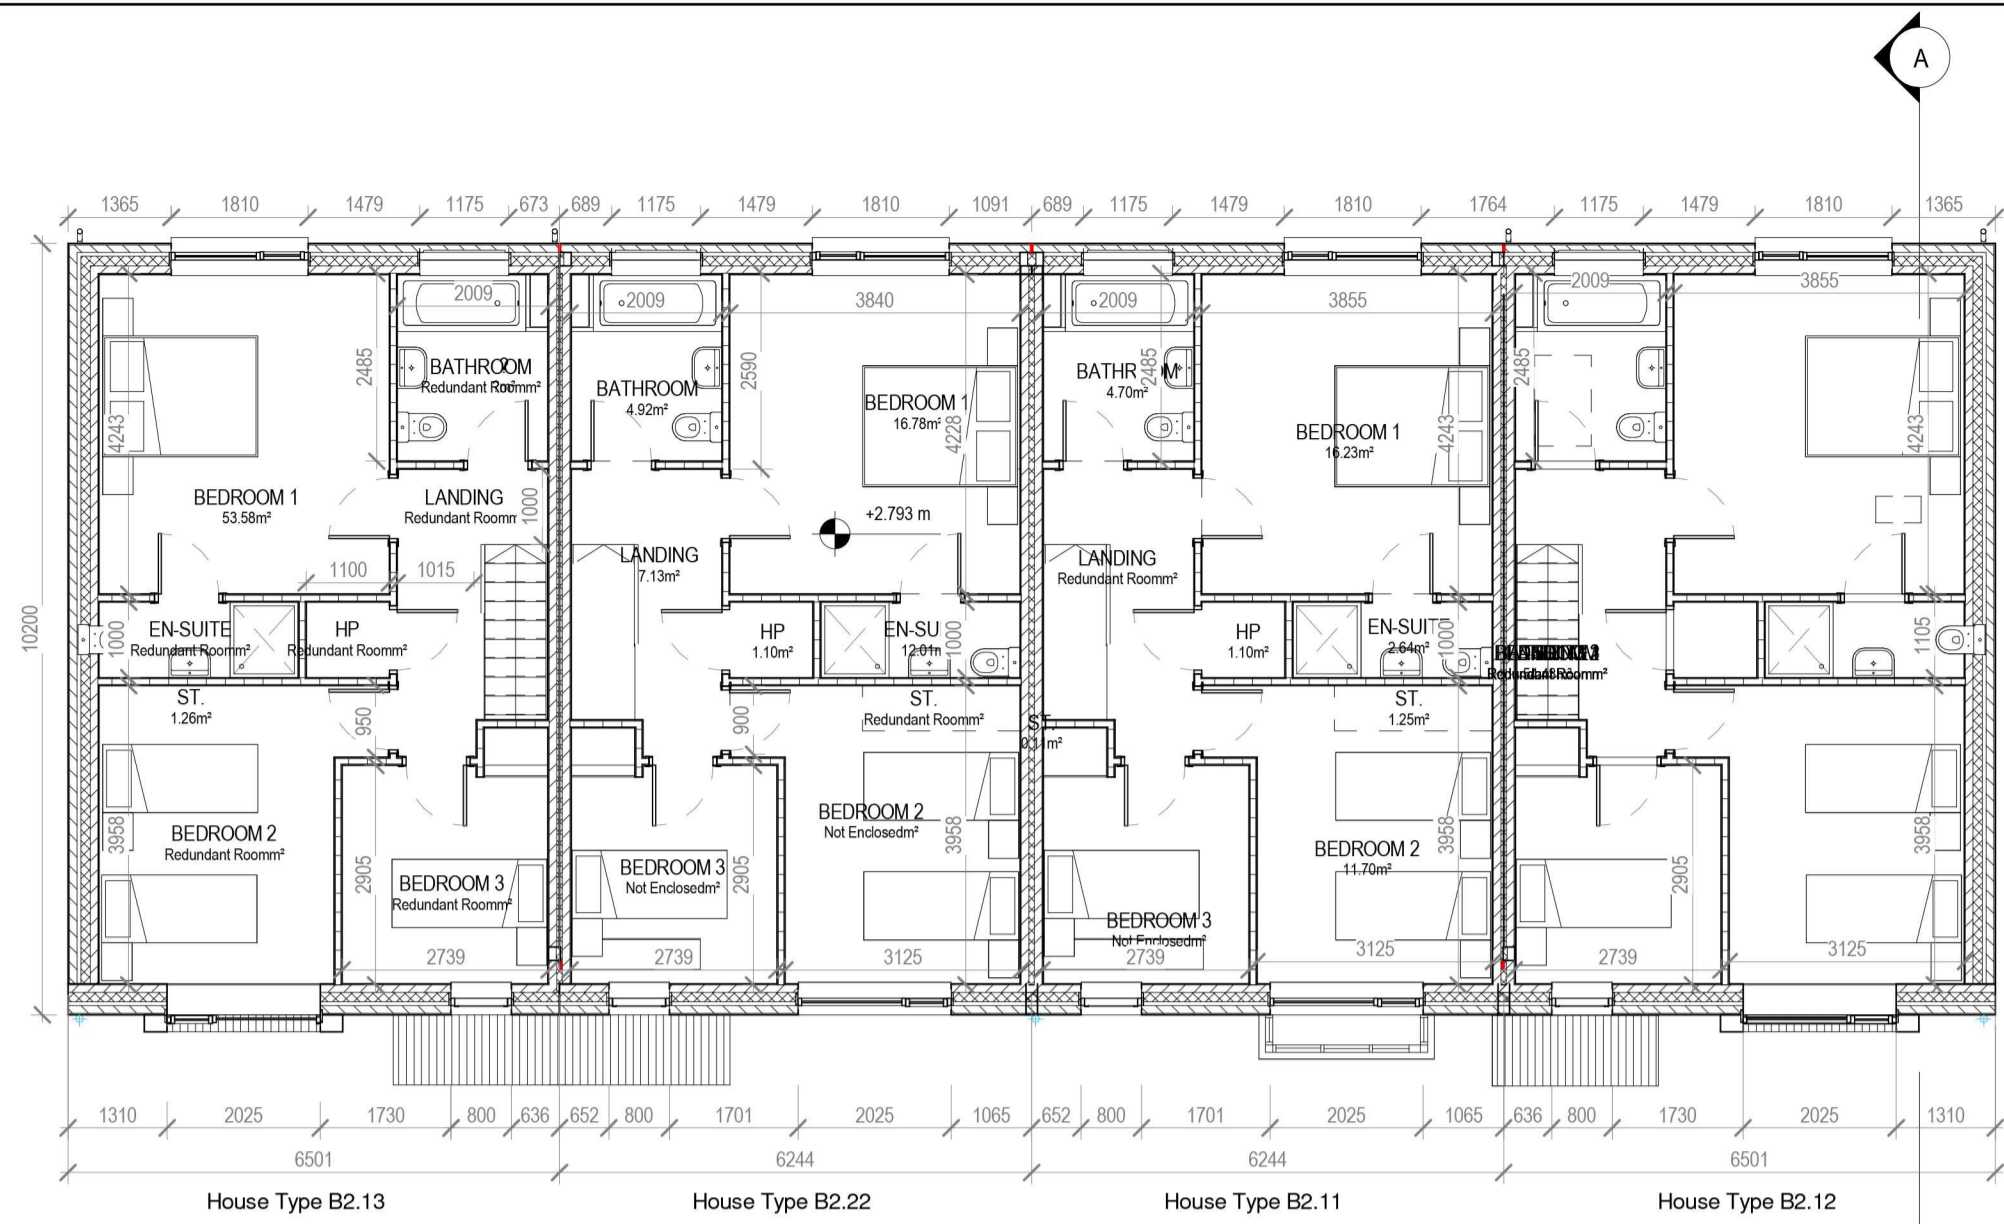 A
1365 1810 1479 1175 673 689 1175 1479 1810 1091 689 1175 1479 1810 1764 1175 1479 1810 1365
2009 2009 3840 2009 3855 2009 3855
10200
2485 2590 2485 2485
4243 4228 4243 4243
BATHROOM
BATHROOM
4.92m²
BEDROOM 1
16.78m²
4.70m²
BEDROOM 1
16.23m²
BEDROOM 1
53.58m²
LANDING
Redundant Roomm
1000
+2.793 m
LANDING
7.13m²
LANDING
Redundant Roomm²
1100 1015
EN-SUITE
Redundant Roomm²
1000
HP
Redundant Roomm²
HP
1.10m²
EN-SU
12.01m
1000
HP
1.10m²
EN-SUITE
2.64m²
1000
1105
ST.
1.26m²
950
900
ST.
Redundant Roomm²
ST.
1.25m²
BEDROOM 2
Redundant Roomm²
3958
2905
BEDROOM 3
Redundant Roomm²
BEDROOM 3
Not Enclosedm²
2905
BEDROOM 2
Not Enclosedm²
3958
BEDROOM 3
Not Enclosedm²
BEDROOM 2
11.70m²
3958
2905
3958
2739 2739 3125 2739 3125 2739 3125
1310 2025 1730 800 636 652 800 1701 2025 1065 652 800 1701 2025 1065 636 800 1730 2025 1310
6501 6244 6244 6501
House Type B2.13 House Type B2.22 House Type B2.11 House Type B2.12